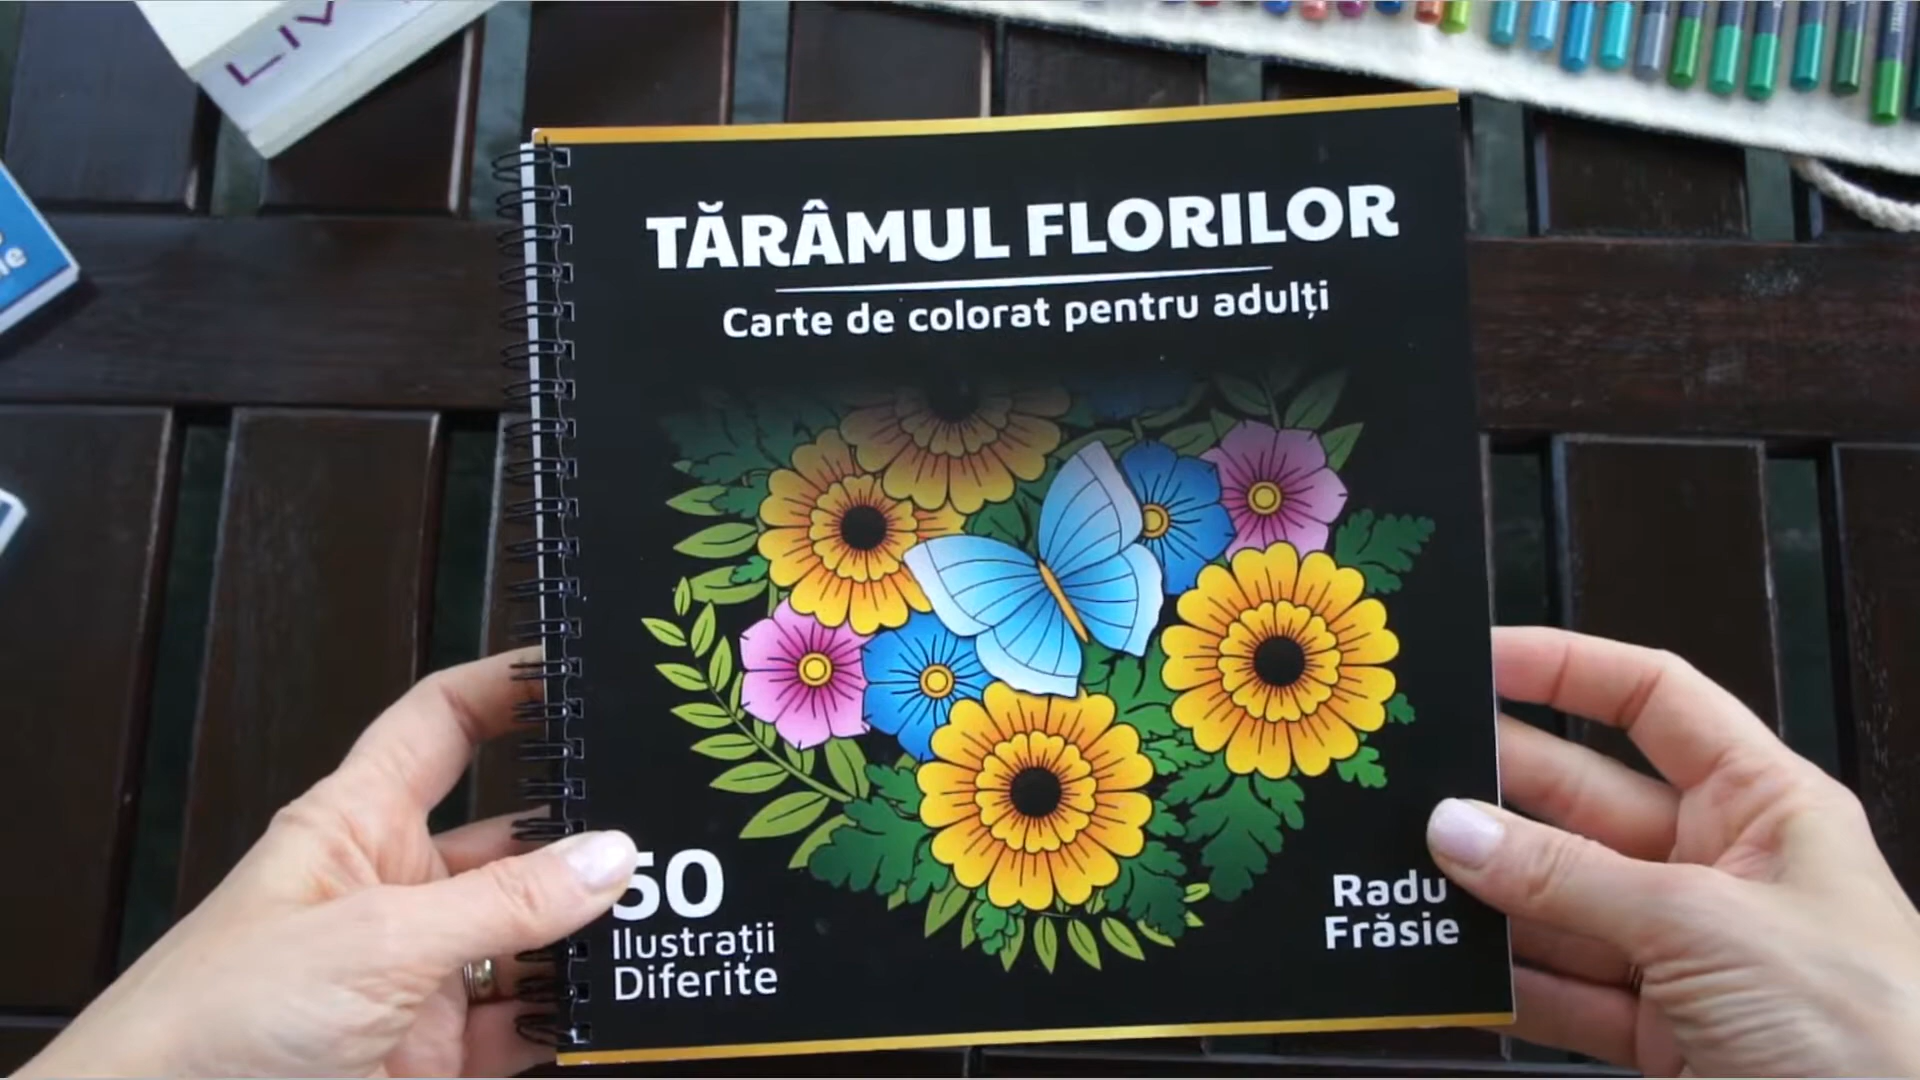 TĂRÂMUL FLORILOR
Carte de colorat pentru adulți
50
Ilustrații
Diferite
Radu
Frăsie